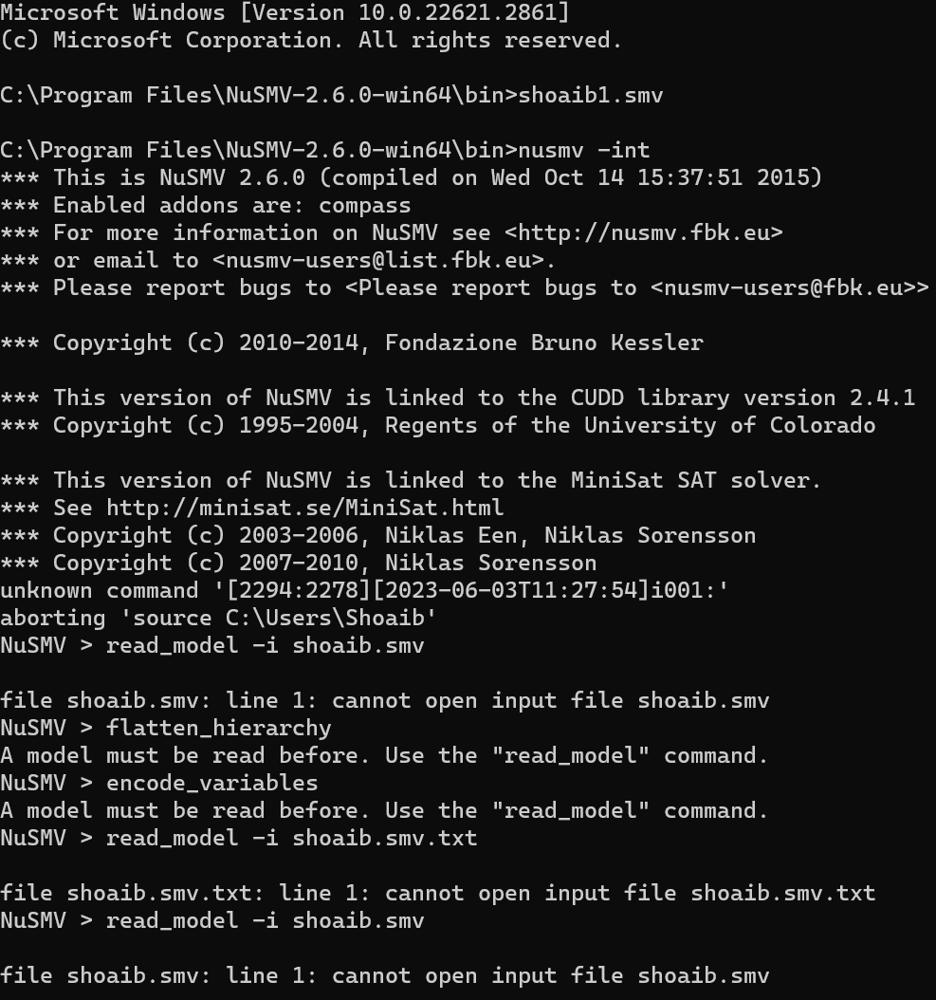 Microsoft Windows [Version 10.0.22621.2861]
(c) Microsoft Corporation. All rights reserved.
C:\Program Files\NuSMV-2.6.0-win64\bin>shoaib1.smv
C:\Program Files\NuSMV-2.6.0-win64\bin>nusmv -int
*** This is NuSMV 2.6.0 (compiled on Wed Oct 14 15:37:51 2015)
*** Enabled addons are: compass
*** For more information on NuSMV see <http://nusmv.fbk.eu>
*** or email to <nusmv-users@list.fbk.eu>.
*** Please report bugs to <Please report bugs to <nusmv-users@fbk.eu>>
*** Copyright (c) 2010-2014, Fondazione Bruno Kessler
*** This version of NuSMV is linked to the CUDD library version 2.4.1
*** Copyright (c) 1995-2004, Regents of the University of Colorado
*** This version of NuSMV is linked to the MiniSat SAT solver.
*** See http://minisat.se/MiniSat.html
*** Copyright (c) 2003-2006, Niklas Een, Niklas Sorensson
*** Copyright (c) 2007-2010, Niklas Sorensson
unknown command '[2294:2278][2023-06-03T11:27:54]i001:'
aborting 'source C:\Users\Shoaib'
NuSMV > read_model -i shoaib.smv
file shoaib.smv: line 1: cannot open input file shoaib.smv
NuSMV > flatten_hierarchy
A model must be read before. Use the "read_model" command.
NuSMV > encode_variables
A model must be read before. Use the "read_model" command.
NuSMV > read_model -i shoaib.smv.txt
file shoaib.smv.txt: line 1: cannot open input file shoaib.smv.txt
NuSMV > read_model -i shoaib.smv
file shoaib.smv: line 1: cannot open input file shoaib.smv